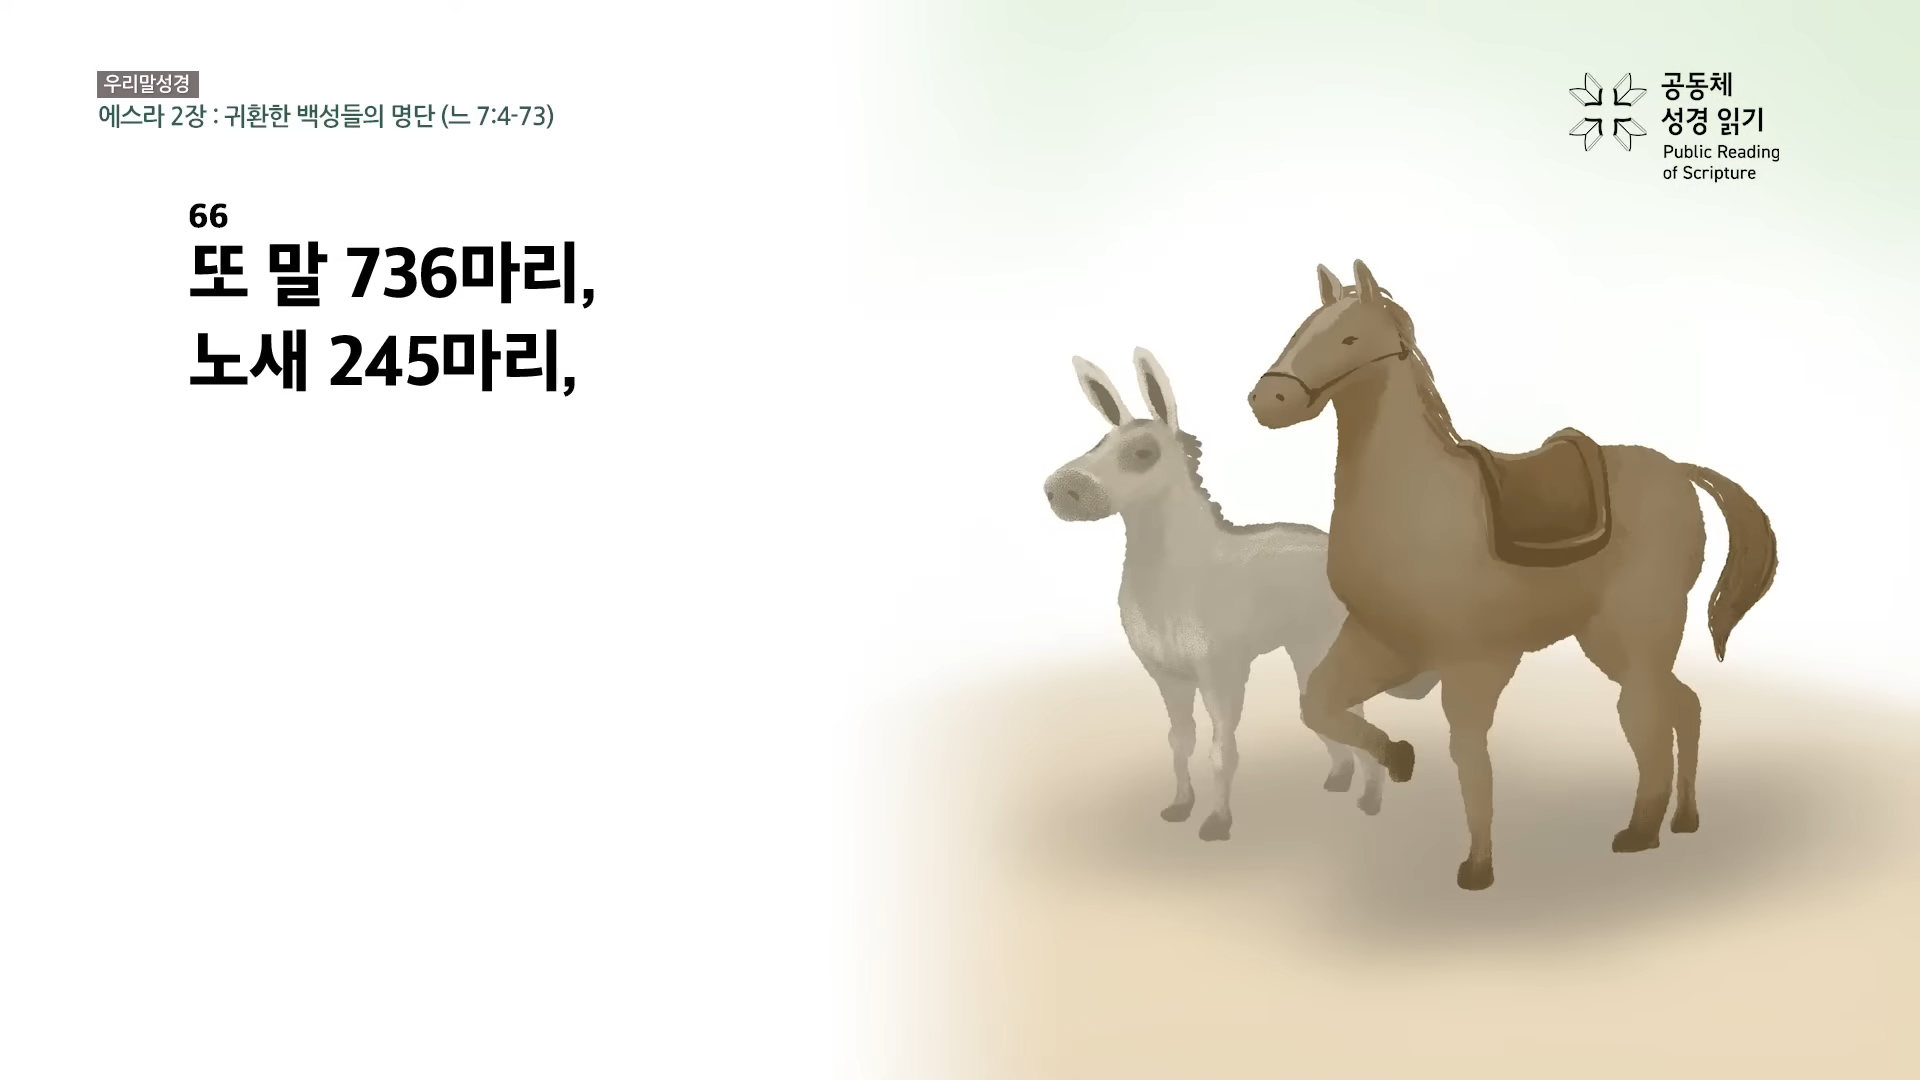 우리말성경
에스라 2장 : 귀환한 백성들의 명단 (느 7:4-73)
공동체
성경 읽기
Public Reading
of Scripture
66
또 말 736마리,
노새 245마리,